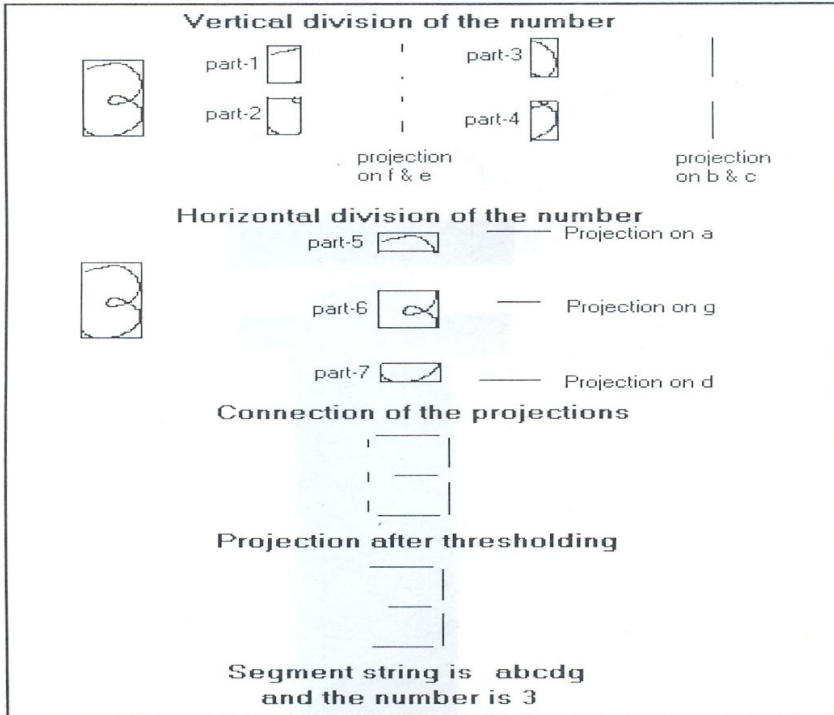 Vertical division of the number
part-1
part-3
part-2
part-4
projection
on f & e
projection
on b & c
Horizontal division of the number
part-5
Projection on a
part-6
Projection on g
part-7
Projection on d
Connection of the projections
Projection after thresholding
Segment string is abcdg
and the number is 3